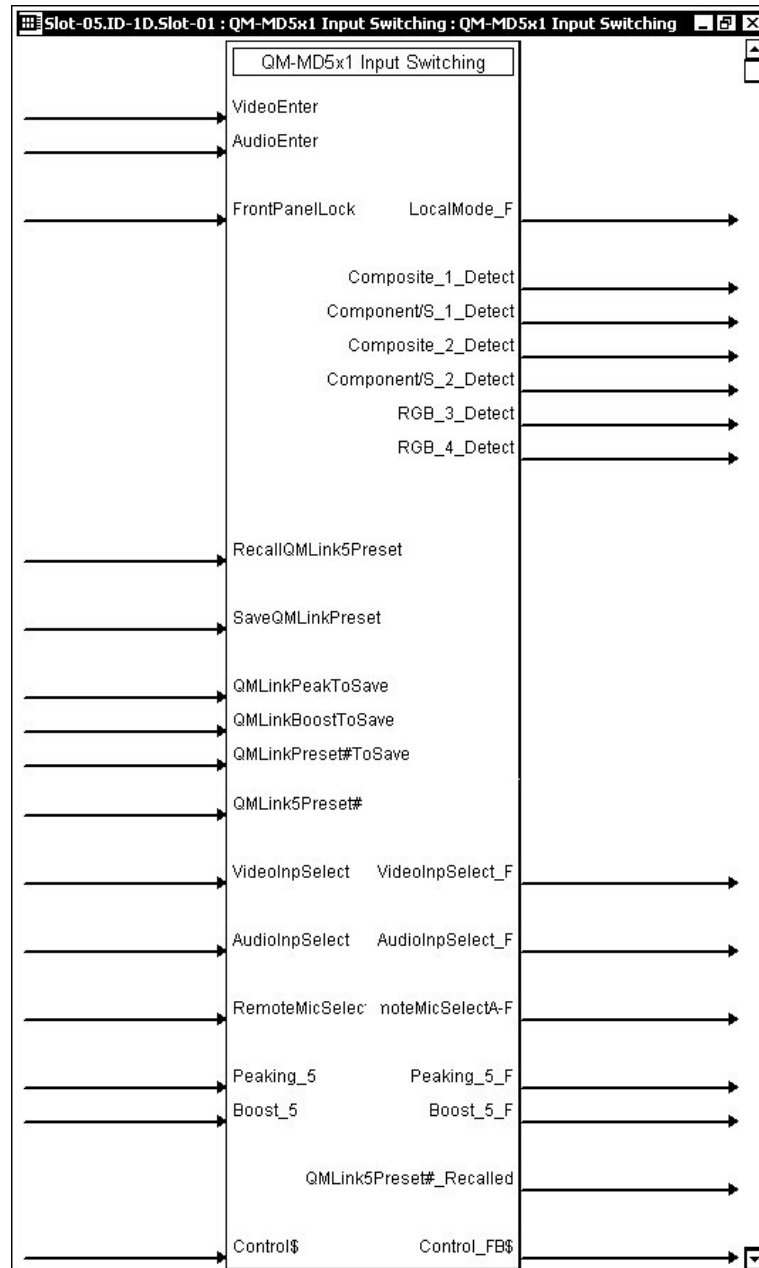 Slot-05.ID-1D.Slot-01 : QM-MD5x1 Input Switching : QM-MD5x1 Input Switching
QM-MD5x1 Input Switching
VideoEnter
AudioEnter
FrontPanelLock LocalMode_F
Composite_1_Detect
Component/S_1_Detect
Composite_2_Detect
Component/S_2_Detect
RGB_3_Detect
RGB_4_Detect
RecallQMLink5Preset
SaveQMLinkPreset
QMLinkPeakToSave
QMLinkBoostToSave
QMLinkPreset#ToSave
QMLink5Preset#
VideoInpSelect VideoInpSelect_F
AudioInpSelect AudioInpSelect_F
RemoteMicSelec noteMicSelectA-F
Peaking_5 Peaking_5_F
Boost_5 Boost_5_F
QMLink5Preset#_Recalled
Control$ Control_FB$